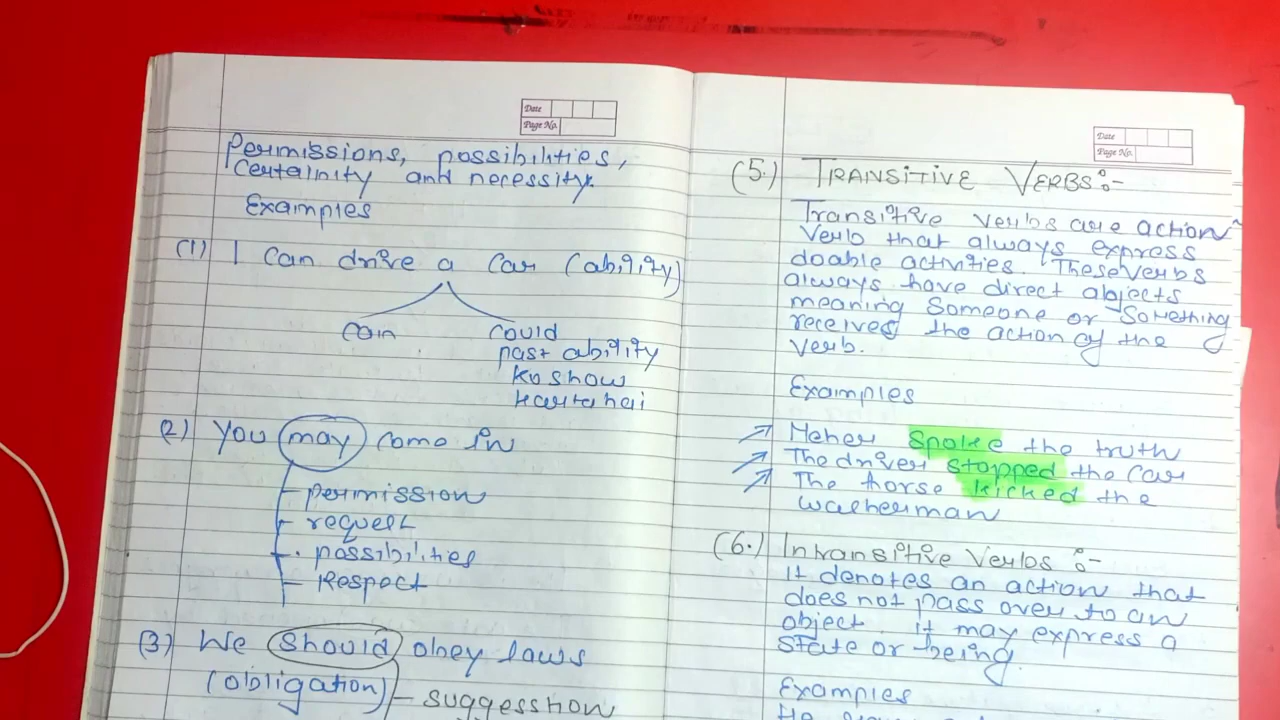 Date
Page No.
Permissions, possibilities,
Certainity and necessity.
Examples
(1) I can drive a car (ability)
can
could
past ability
ko show
karta hai
(2) You may come in
permission
request
possibilities
Respect
(3) We should obey laws
(obligation)
suggesstion
Date
Page No.
(5.) TRANSITIVE VERBS:-
Transitive verbs are action
verb that always express
doable activities. These verbs
always have direct objects
meaning someone or something
receives the action of the
verb.
Examples
Meher spoke the truth
The driver stopped the car
The horse kicked the
(6.) Intransitive Verbs :-
It denotes an action that
does not pass over to an
object. It may express a
state or being.
Examples
He